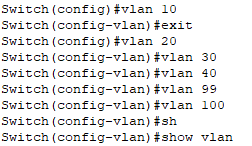 Switch(config)#vlan 10
Switch(config-vlan)#exit
Switch(config)#vlan 20
Switch(config-vlan)#vlan 30
Switch(config-vlan)#vlan 40
Switch(config-vlan)#vlan 99
Switch(config-vlan)#vlan 100
Switch(config-vlan)#sh
Switch(config-vlan)#show vlan